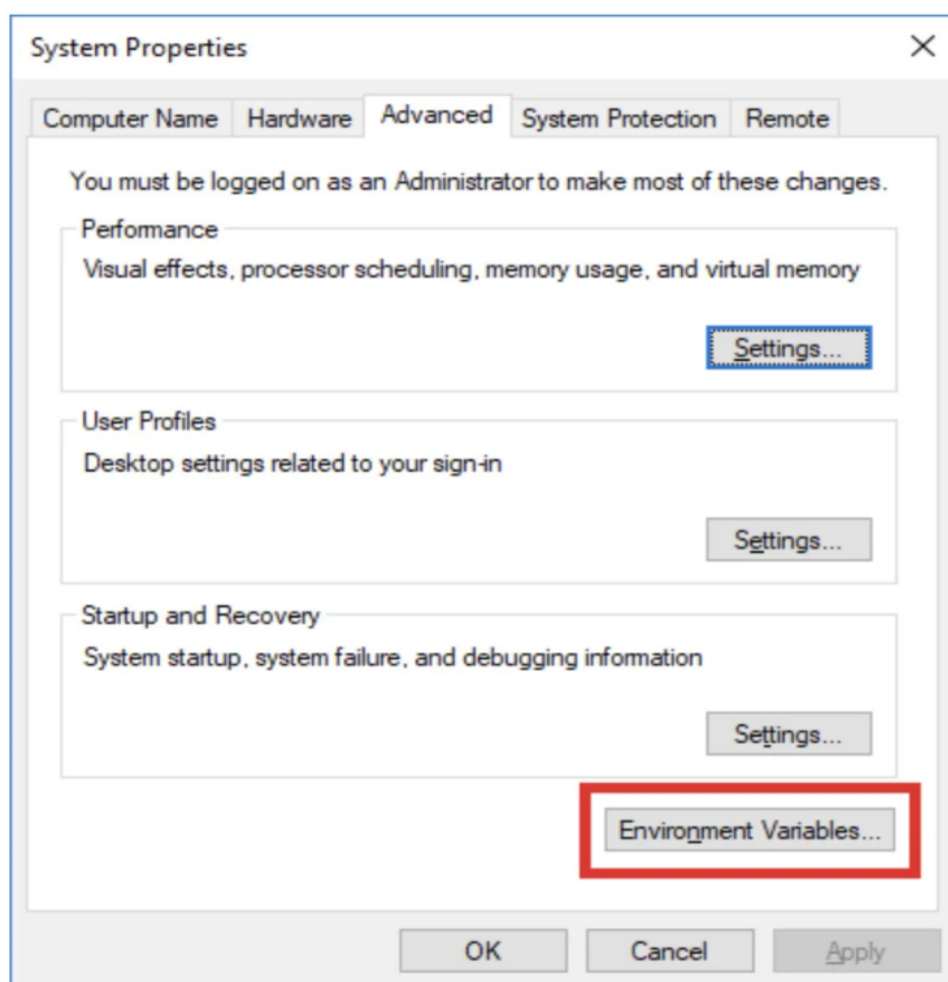 System Properties
Computer Name Hardware Advanced System Protection Remote
You must be logged on as an Administrator to make most of these changes.
Performance
Visual effects, processor scheduling, memory usage, and virtual memory
Settings...
User Profiles
Desktop settings related to your sign-in
Settings...
Startup and Recovery
System startup, system failure, and debugging information
Settings...
Environment Variables...
OK Cancel Apply